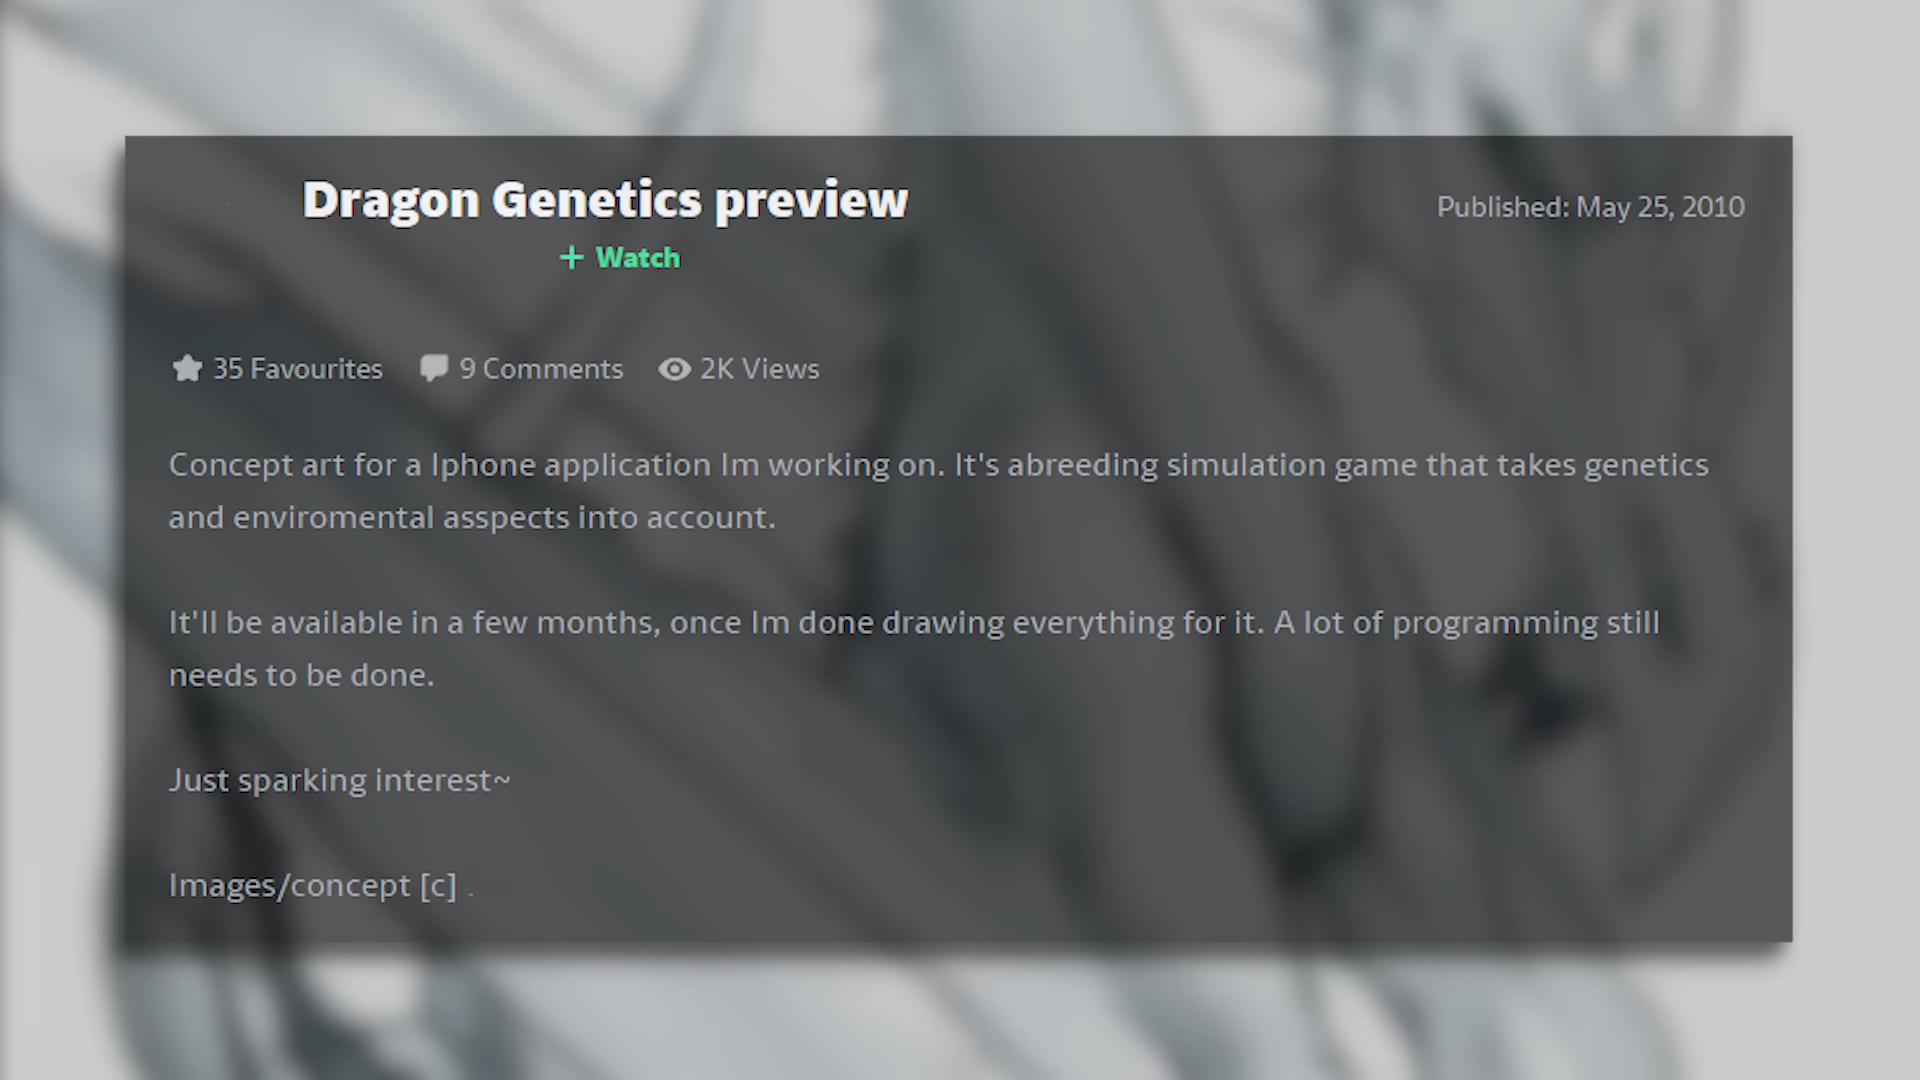 Dragon Genetics preview
Published: May 25, 2010
+ Watch
35 Favourites 9 Comments 2K Views
Concept art for a Iphone application Im working on. It's abreeding simulation game that takes genetics
and enviromental asspects into account.
It'll be available in a few months, once Im done drawing everything for it. A lot of programming still
needs to be done.
Just sparking interest~
Images/concept [c] .